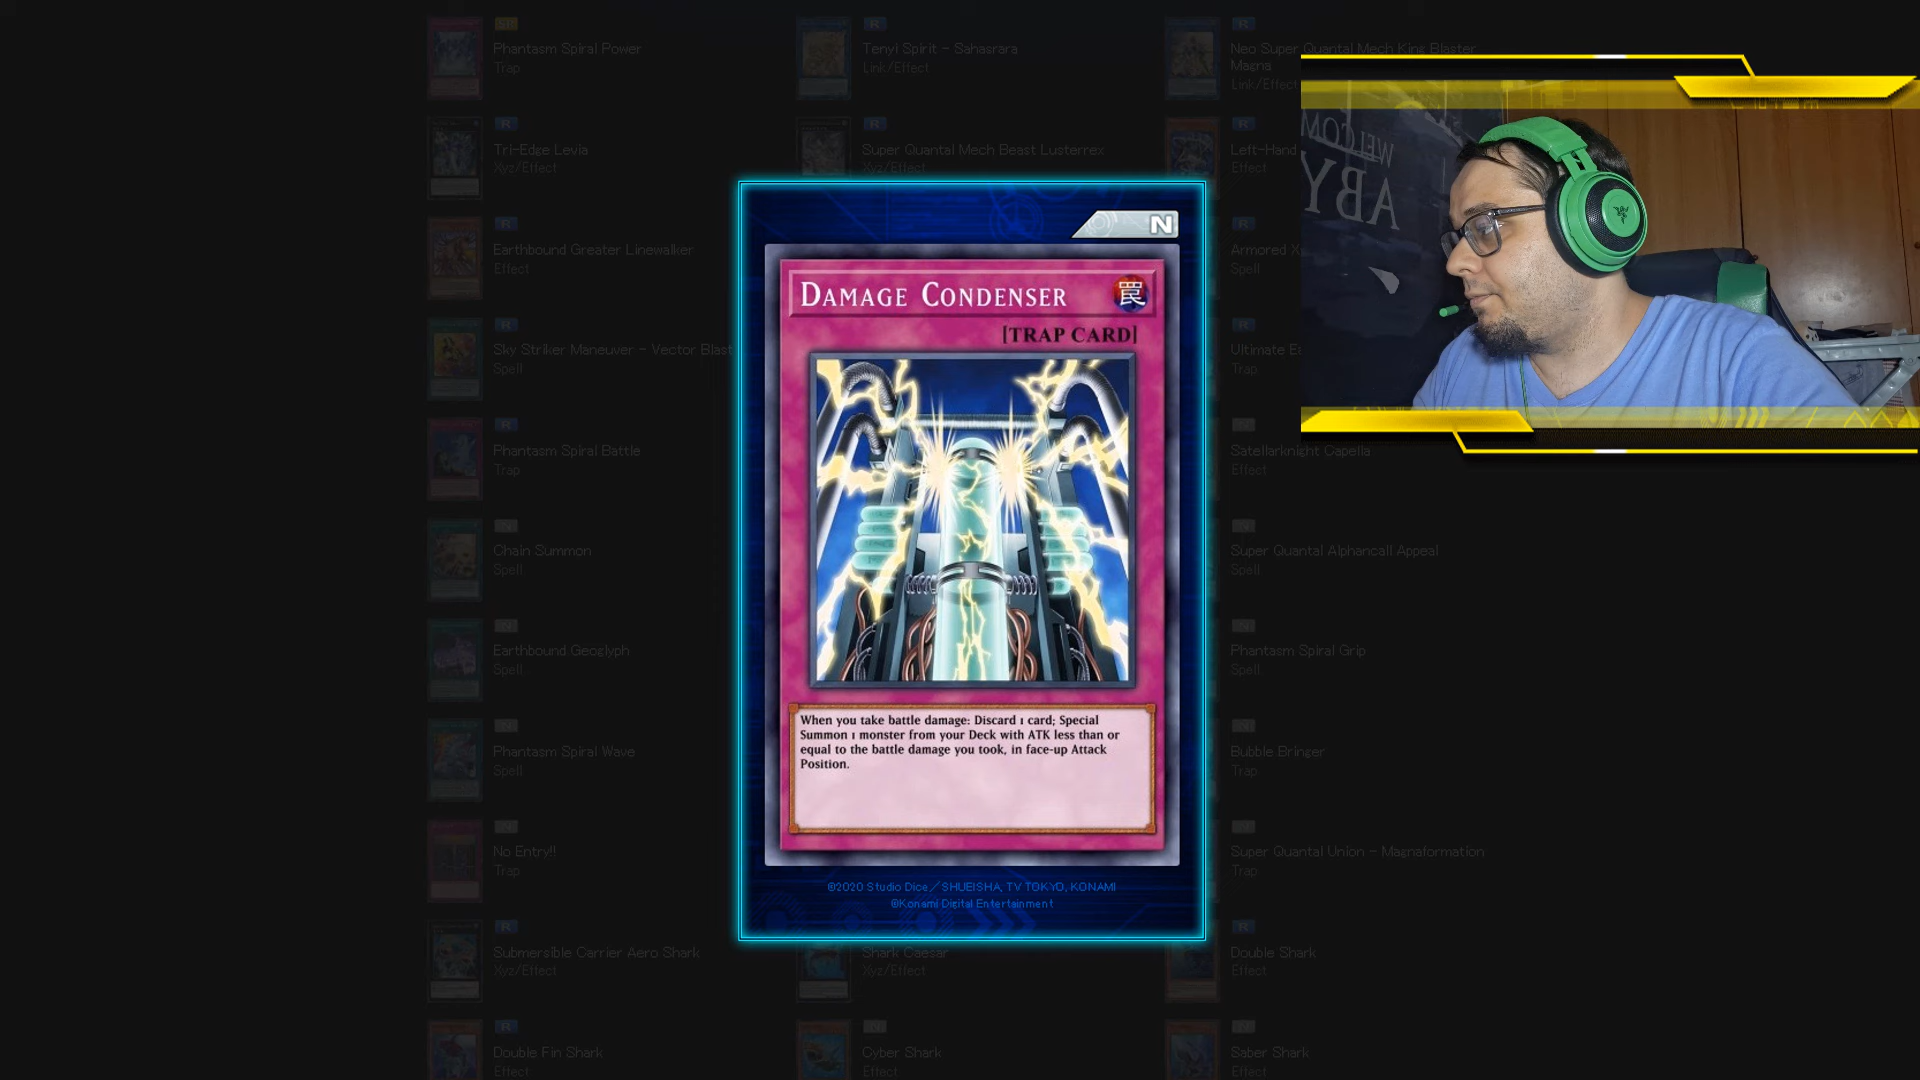 SR
Phantasm Spiral Power
Trap
R
Tenyi Spirit - Sahasrara
Link/Effect
R
Neo Super Quantal Mech King Blaster
Magna
Link/Effect
R
Tri-Edge Levia
Xyz/Effect
R
Super Quantal Mech Beast Lusterrex
Xyz/Effect
R
Left-Hand
Effect
R
Earthbound Greater Linewalker
Effect
Armored X
Spell
R
Sky Striker Maneuver - Vector Blast
Spell
Ultimate
Trap
R
Phantasm Spiral Battle
Trap
Satellarknight Capella
Effect
N
Chain Summon
Spell
N
Super Quantal Alphancall Appeal
Spell
N
Earthbound Geoglyph
Spell
N
Phantasm Spiral Grip
Spell
N
Phantasm Spiral Wave
Spell
N
Bubble Bringer
Trap
N
No Entry!!
Trap
N
Super Quantal Union - Magnaformation
Trap
R
Submersible Carrier Aero Shark
Xyz/Effect
Shark Caesar
Xyz/Effect
R
Double Shark
Effect
R
Double Fin Shark
Effect
N
Cyber Shark
Effect
N
Saber Shark
Effect
N
DAMAGE CONDENSER
罠
[TRAP CARD]
When you take battle damage: Discard 1 card; Special
Summon 1 monster from your Deck with ATK less than or
equal to the battle damage you took, in face-up Attack
Position.
©2020 Studio Dice／SHUEISHA, TV TOKYO, KONAMI
©Konami Digital Entertainment
WELCOM
ABY